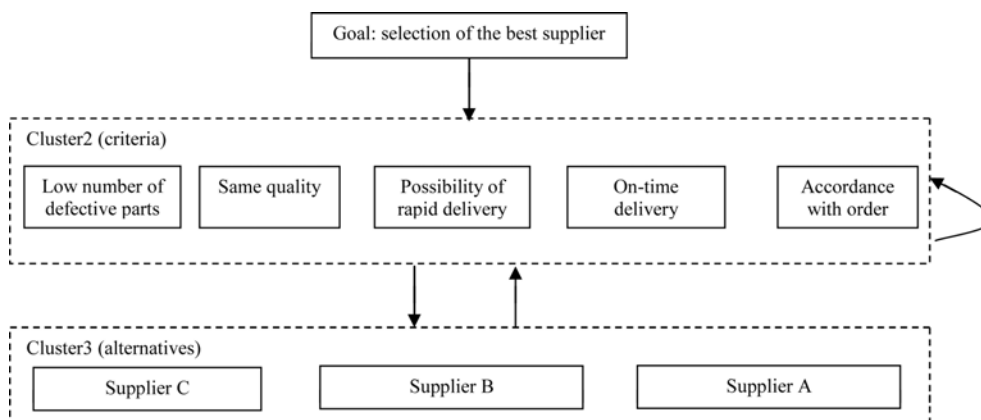 Goal: selection of the best supplier
Cluster2 (criteria)
Low number of
defective parts
Same quality
Possibility of
rapid delivery
On-time
delivery
Accordance
with order
Cluster3 (alternatives)
Supplier C
Supplier B
Supplier A